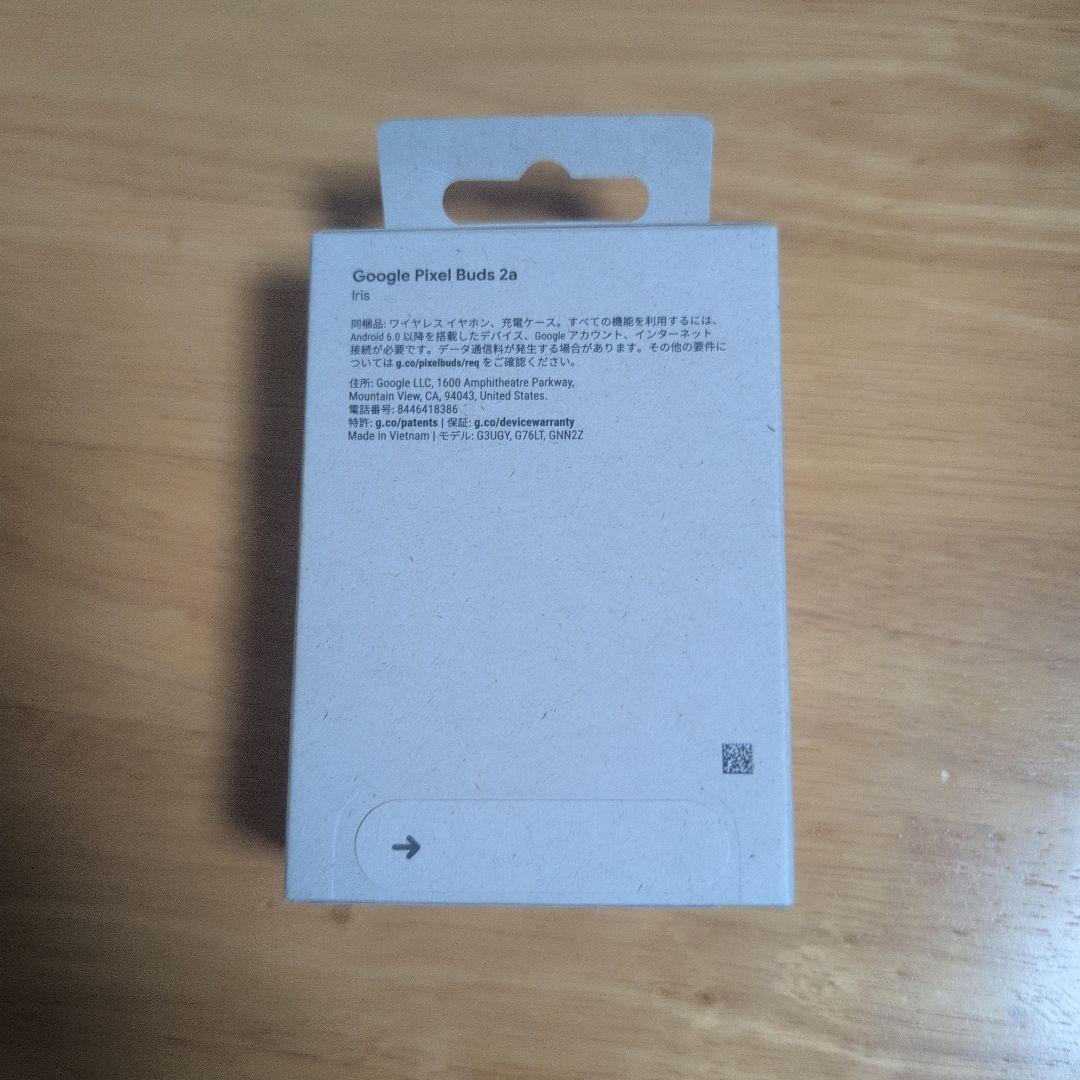 Google Pixel Buds 2a
Iris
同梱品: ワイヤレス イヤホン、充電ケース。すべての機能を利用するには、
Android 6.0 以降を搭載したデバイス、Google アカウント、インターネット
接続が必要です。データ通信料が発生する場合があります。その他の要件に
ついては g.co/pixelbuds/req をご確認ください。
住所: Google LLC, 1600 Amphitheatre Parkway,
Mountain View, CA, 94043, United States.
電話番号: 8446418386
特許: g.co/patents | 保証: g.co/devicewarranty
Made in Vietnam | モデル: G3UGY, G76LT, GNN2Z